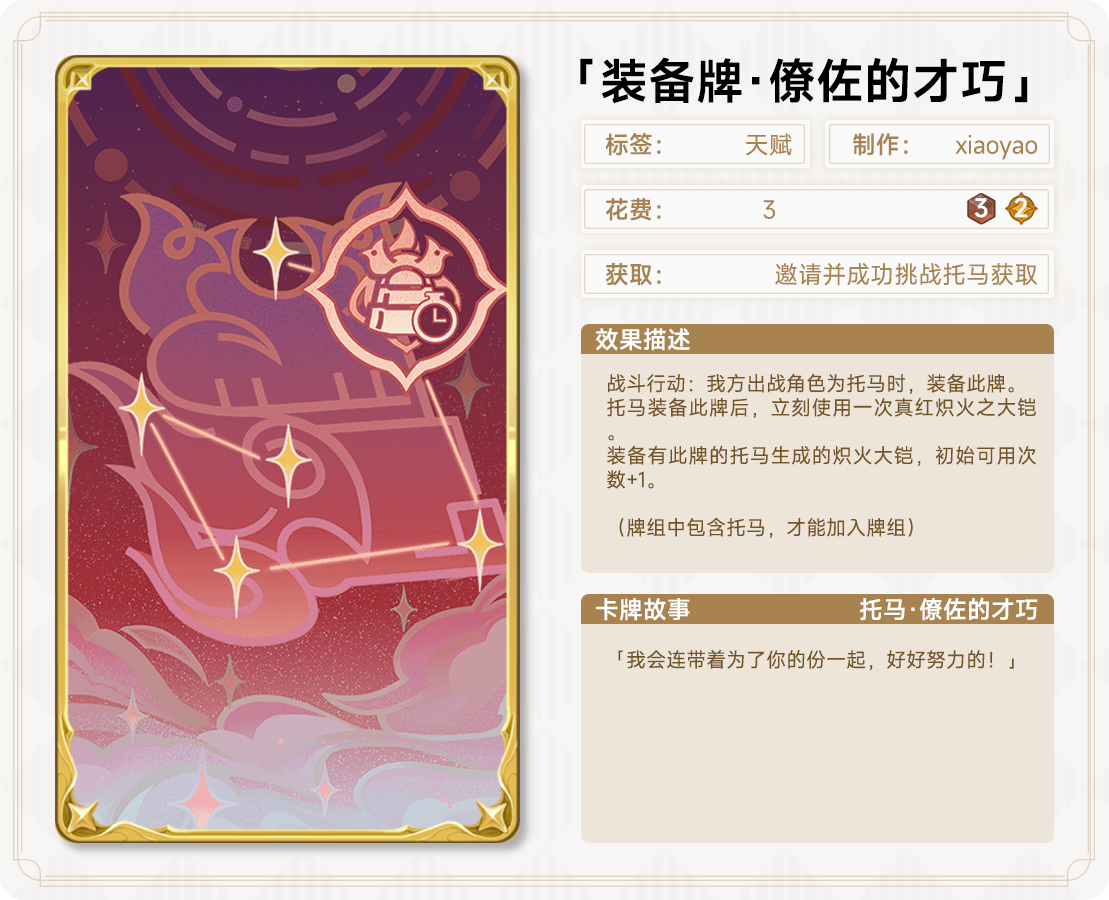 「装备牌·僚佐的才巧」
标签： 天赋
制作： xiaoyao
花费： 3 3 2
获取： 邀请并成功挑战托马获取
效果描述
战斗行动：我方出战角色为托马时，装备此牌。
托马装备此牌后，立刻使用一次真红炽火之大铠
。
装备有此牌的托马生成的炽火大铠，初始可用次
数+1。
（牌组中包含托马，才能加入牌组）
卡牌故事 托马·僚佐的才巧
「我会连带着为了你的份一起，好好努力的！」